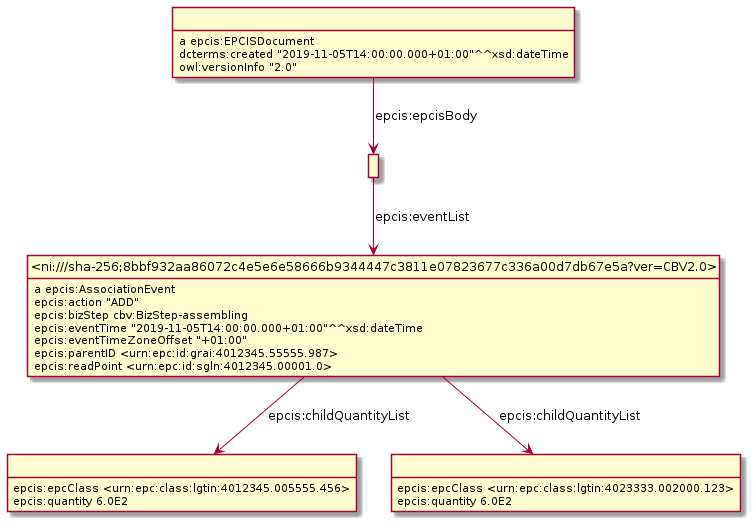 a epcis:EPCISDocument
dcterms:created "2019-11-05T14:00:00.000+01:00"^^xsd:dateTime
owl:versionInfo "2.0"
epcis:epcisBody
epcis:eventList
<ni:///sha-256;8bbf932aa86072c4e5e6e58666b9344447c3811e07823677c336a00d7db67e5a?ver=CBV2.0>
a epcis:AssociationEvent
epcis:action "ADD"
epcis:bizStep cbv:BizStep-assembling
epcis:eventTime "2019-11-05T14:00:00.000+01:00"^^xsd:dateTime
epcis:eventTimeZoneOffset "+01:00"
epcis:parentID <urn:epc:id:grai:4012345.55555.987>
epcis:readPoint <urn:epc:id:sgln:4012345.00001.0>
epcis:childQuantityList
epcis:childQuantityList
epcis:epcClass <urn:epc:class:lgtin:4012345.005555.456>
epcis:quantity 6.0E2
epcis:epcClass <urn:epc:class:lgtin:4023333.002000.123>
epcis:quantity 6.0E2